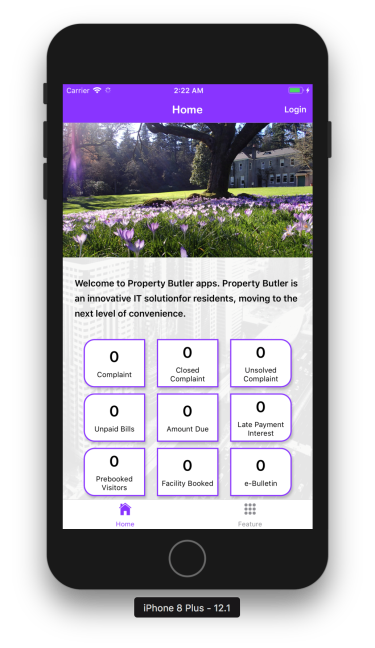 Carrier 2:22 AM
Home Login
Welcome to Property Butler apps. Property Butler is
an innovative IT solutionfor residents, moving to the
next level of convenience.
0 0 0
Complaint Closed Complaint Unsolved Complaint
0 0 0
Unpaid Bills Amount Due Late Payment Interest
0 0 0
Prebooked Visitors Facility Booked e-Bulletin
Home Feature
iPhone 8 Plus - 12.1